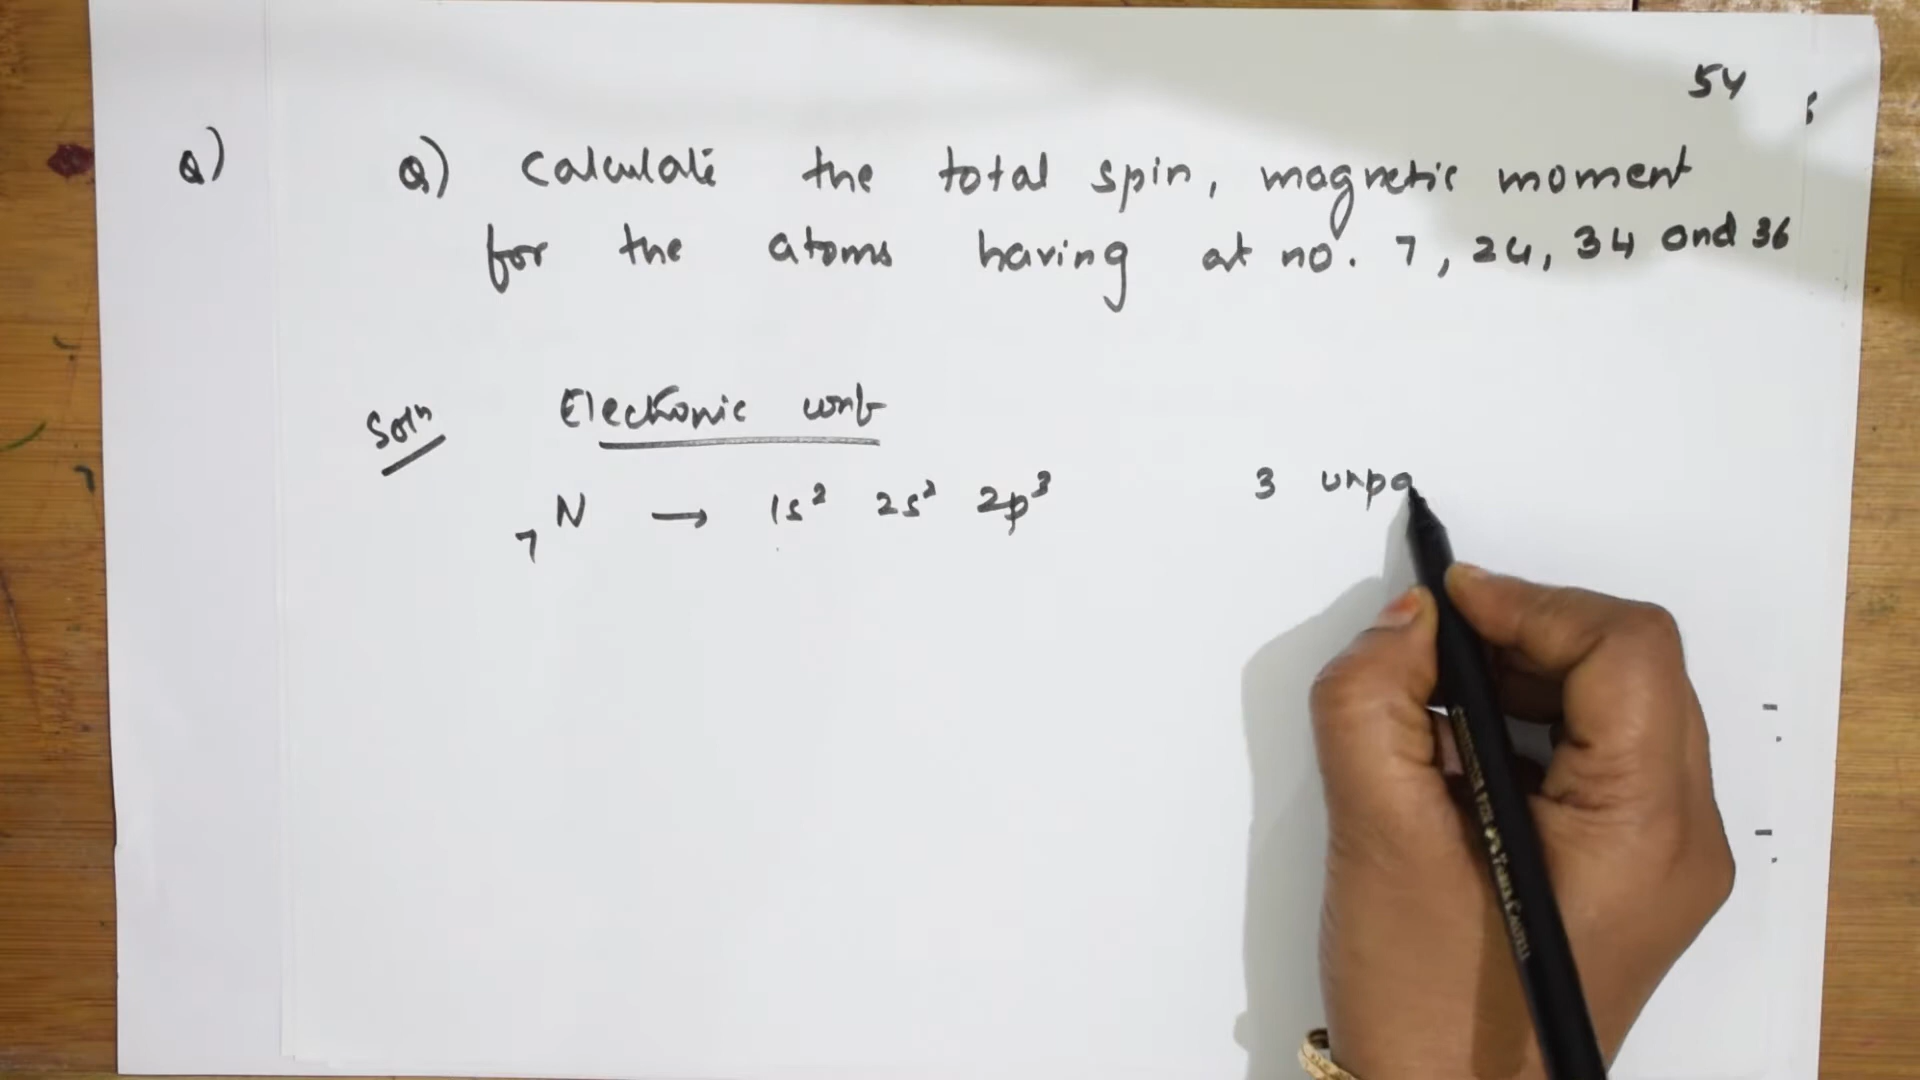 54
Q)
Q) Calculate the total spin, magnetic moment
for the atoms having at no. 7, 24, 34 and 36
Soln
Electronic conf
7 N → 1s² 2s² 2p³
3 unpa